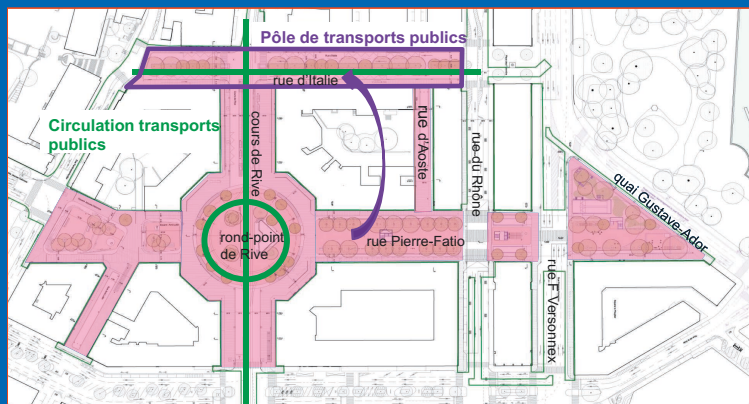 Pôle de transports publics
rue d'Italie
Circulation transports
publics
cours de Rive
rue d'Aoste
rue du Rhône
quai Gustave-Ador
rond-point
de Rive
rue Pierre-Fatio
rue F Versonnex